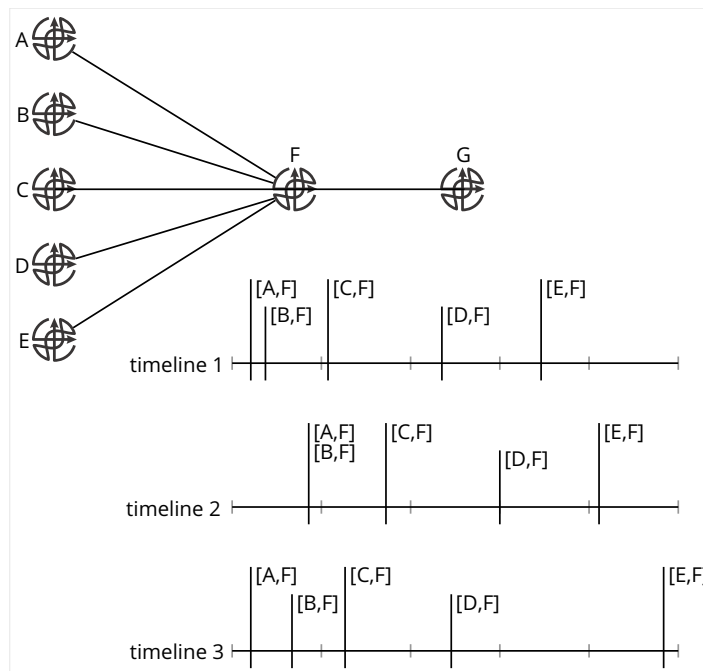 A
B
C
D
E
F
G
[A,F]
[B,F]
[C,F]
[D,F]
[E,F]
timeline 1
[A,F]
[B,F]
[C,F]
[D,F]
[E,F]
timeline 2
[A,F]
[B,F]
[C,F]
[D,F]
[E,F
timeline 3